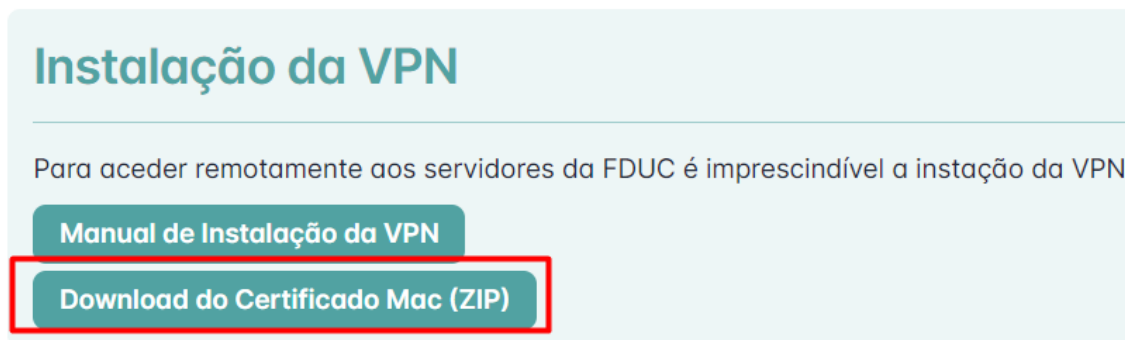 Instalação da VPN
Para aceder remotamente aos servidores da FDUC é imprescindível a instação da VPN
Manual de Instalação da VPN
Download do Certificado Mac (ZIP)